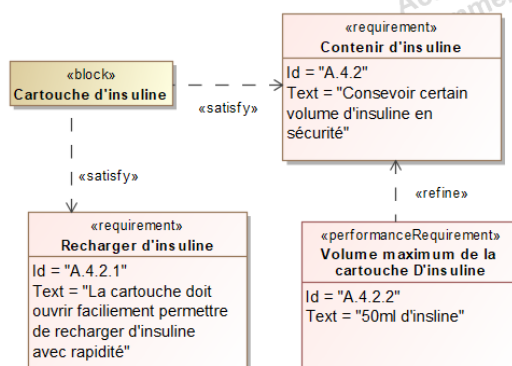 «requirement»
Contenir d'insuline
Id = "A.4.2"
Text = "Consevoir certain
volume d'insuline en
sécurité"
«block»
Cartouche d'insuline
«satisfy»
«satisfy»
«refine»
«requirement»
Recharger d'insuline
Id = "A.4.2.1"
Text = "La cartouche doit
ouvrir faciliement permettre
de recharger d'insuline
avec rapidité"
«performanceRequirement»
Volume maximum de la
cartouche D'insuline
Id = "A.4.2.2"
Text = "50ml d'insline"